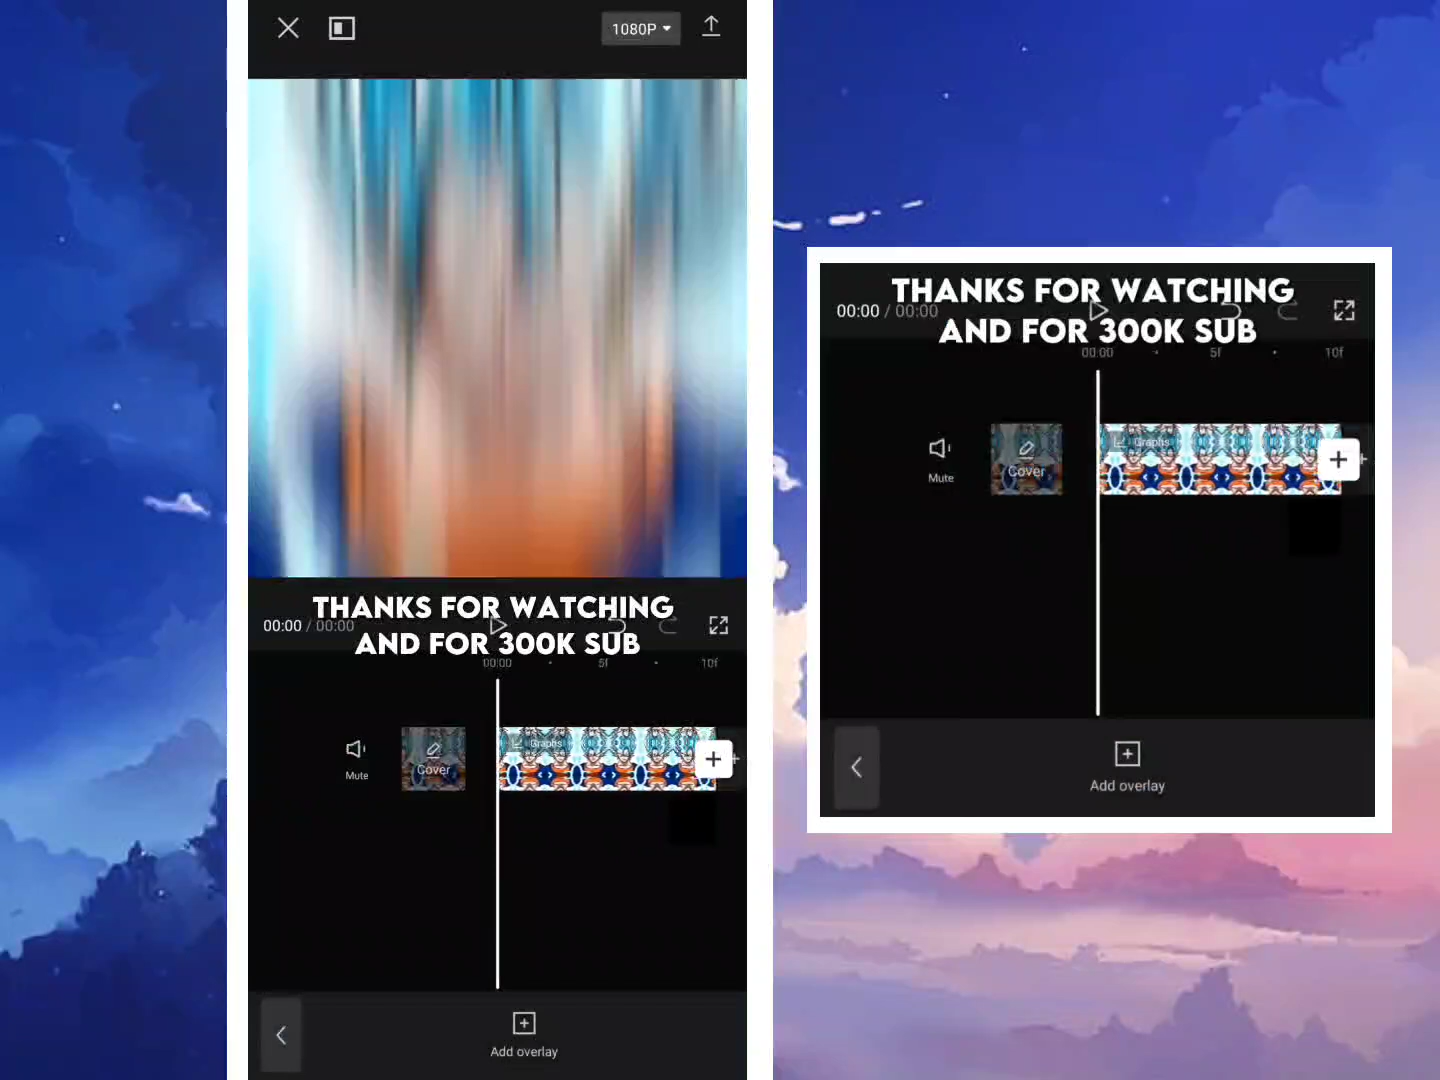 1080P
THANKS FOR WATCHING
AND FOR 300K SUB
00:00 / 00:00
00:00
5f
10f
Mute
Cover
Graphs
Add overlay
THANKS FOR WATCHING
AND FOR 300K SUB
00:00 / 00:00
00:00
5f
10f
Mute
Cover
Graphs
Add overlay